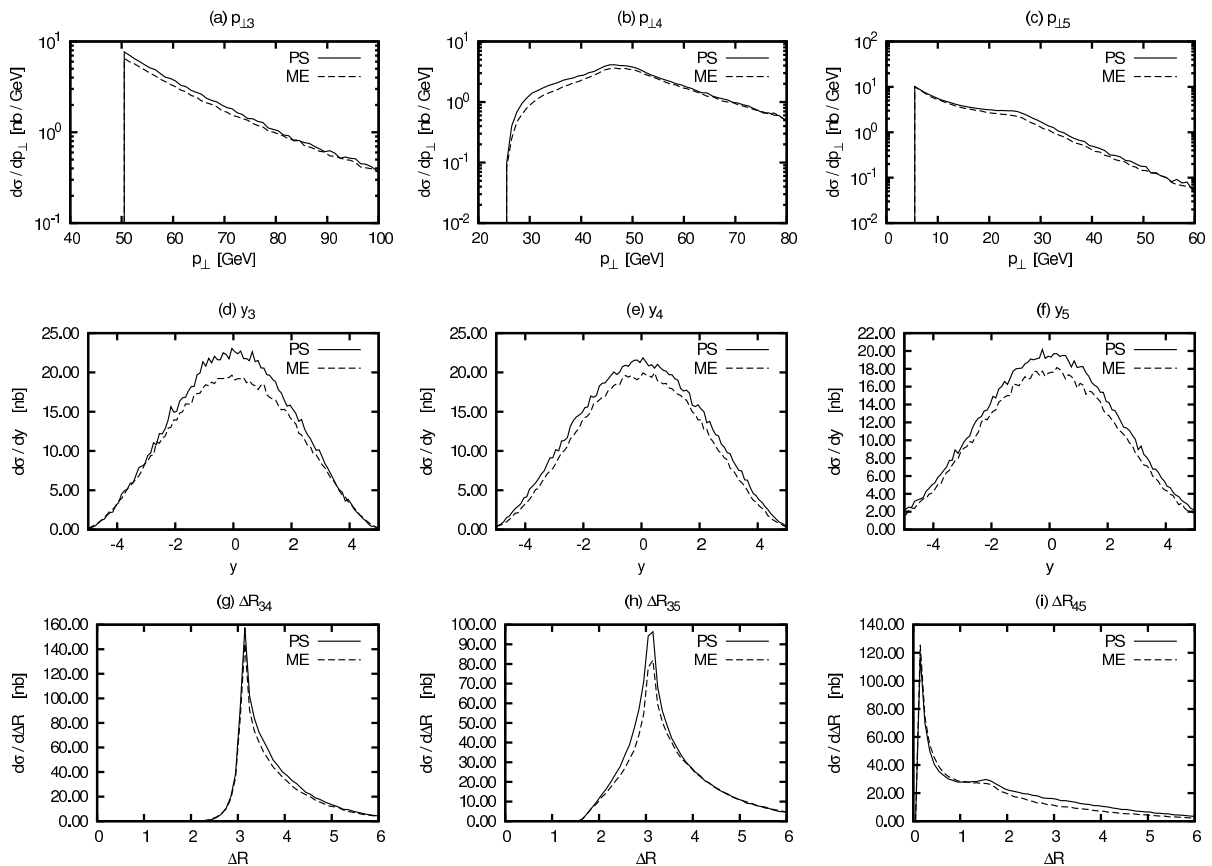 (a) p⊥3
dσ / dp⊥ [nb / GeV]
10^1
10^0
10^-1
PS
ME
40 50 60 70 80 90 100
p⊥ [GeV]
(b) p⊥4
dσ / dp⊥ [nb / GeV]
10^1
10^0
10^-1
10^-2
PS
ME
20 30 40 50 60 70 80
p⊥ [GeV]
(c) p⊥5
dσ / dp⊥ [nb / GeV]
10^2
10^1
10^0
10^-1
10^-2
PS
ME
0 10 20 30 40 50 60
p⊥ [GeV]
(d) y3
dσ / dy [nb]
25.00
20.00
15.00
10.00
5.00
0.00
PS
ME
-4 -2 0 2 4
y
(e) y4
dσ / dy [nb]
25.00
20.00
15.00
10.00
5.00
0.00
PS
ME
-4 -2 0 2 4
y
(f) y5
dσ / dy [nb]
22.00
20.00
18.00
16.00
14.00
12.00
10.00
8.00
6.00
4.00
2.00
0.00
PS
ME
-4 -2 0 2 4
y
(g) ΔR34
dσ / dΔR [nb]
160.00
140.00
120.00
100.00
80.00
60.00
40.00
20.00
0.00
PS
ME
0 1 2 3 4 5 6
ΔR
(h) ΔR35
dσ / dΔR [nb]
100.00
90.00
80.00
70.00
60.00
50.00
40.00
30.00
20.00
10.00
0.00
PS
ME
0 1 2 3 4 5 6
ΔR
(i) ΔR45
dσ / dΔR [nb]
140.00
120.00
100.00
80.00
60.00
40.00
20.00
0.00
PS
ME
0 1 2 3 4 5 6
ΔR